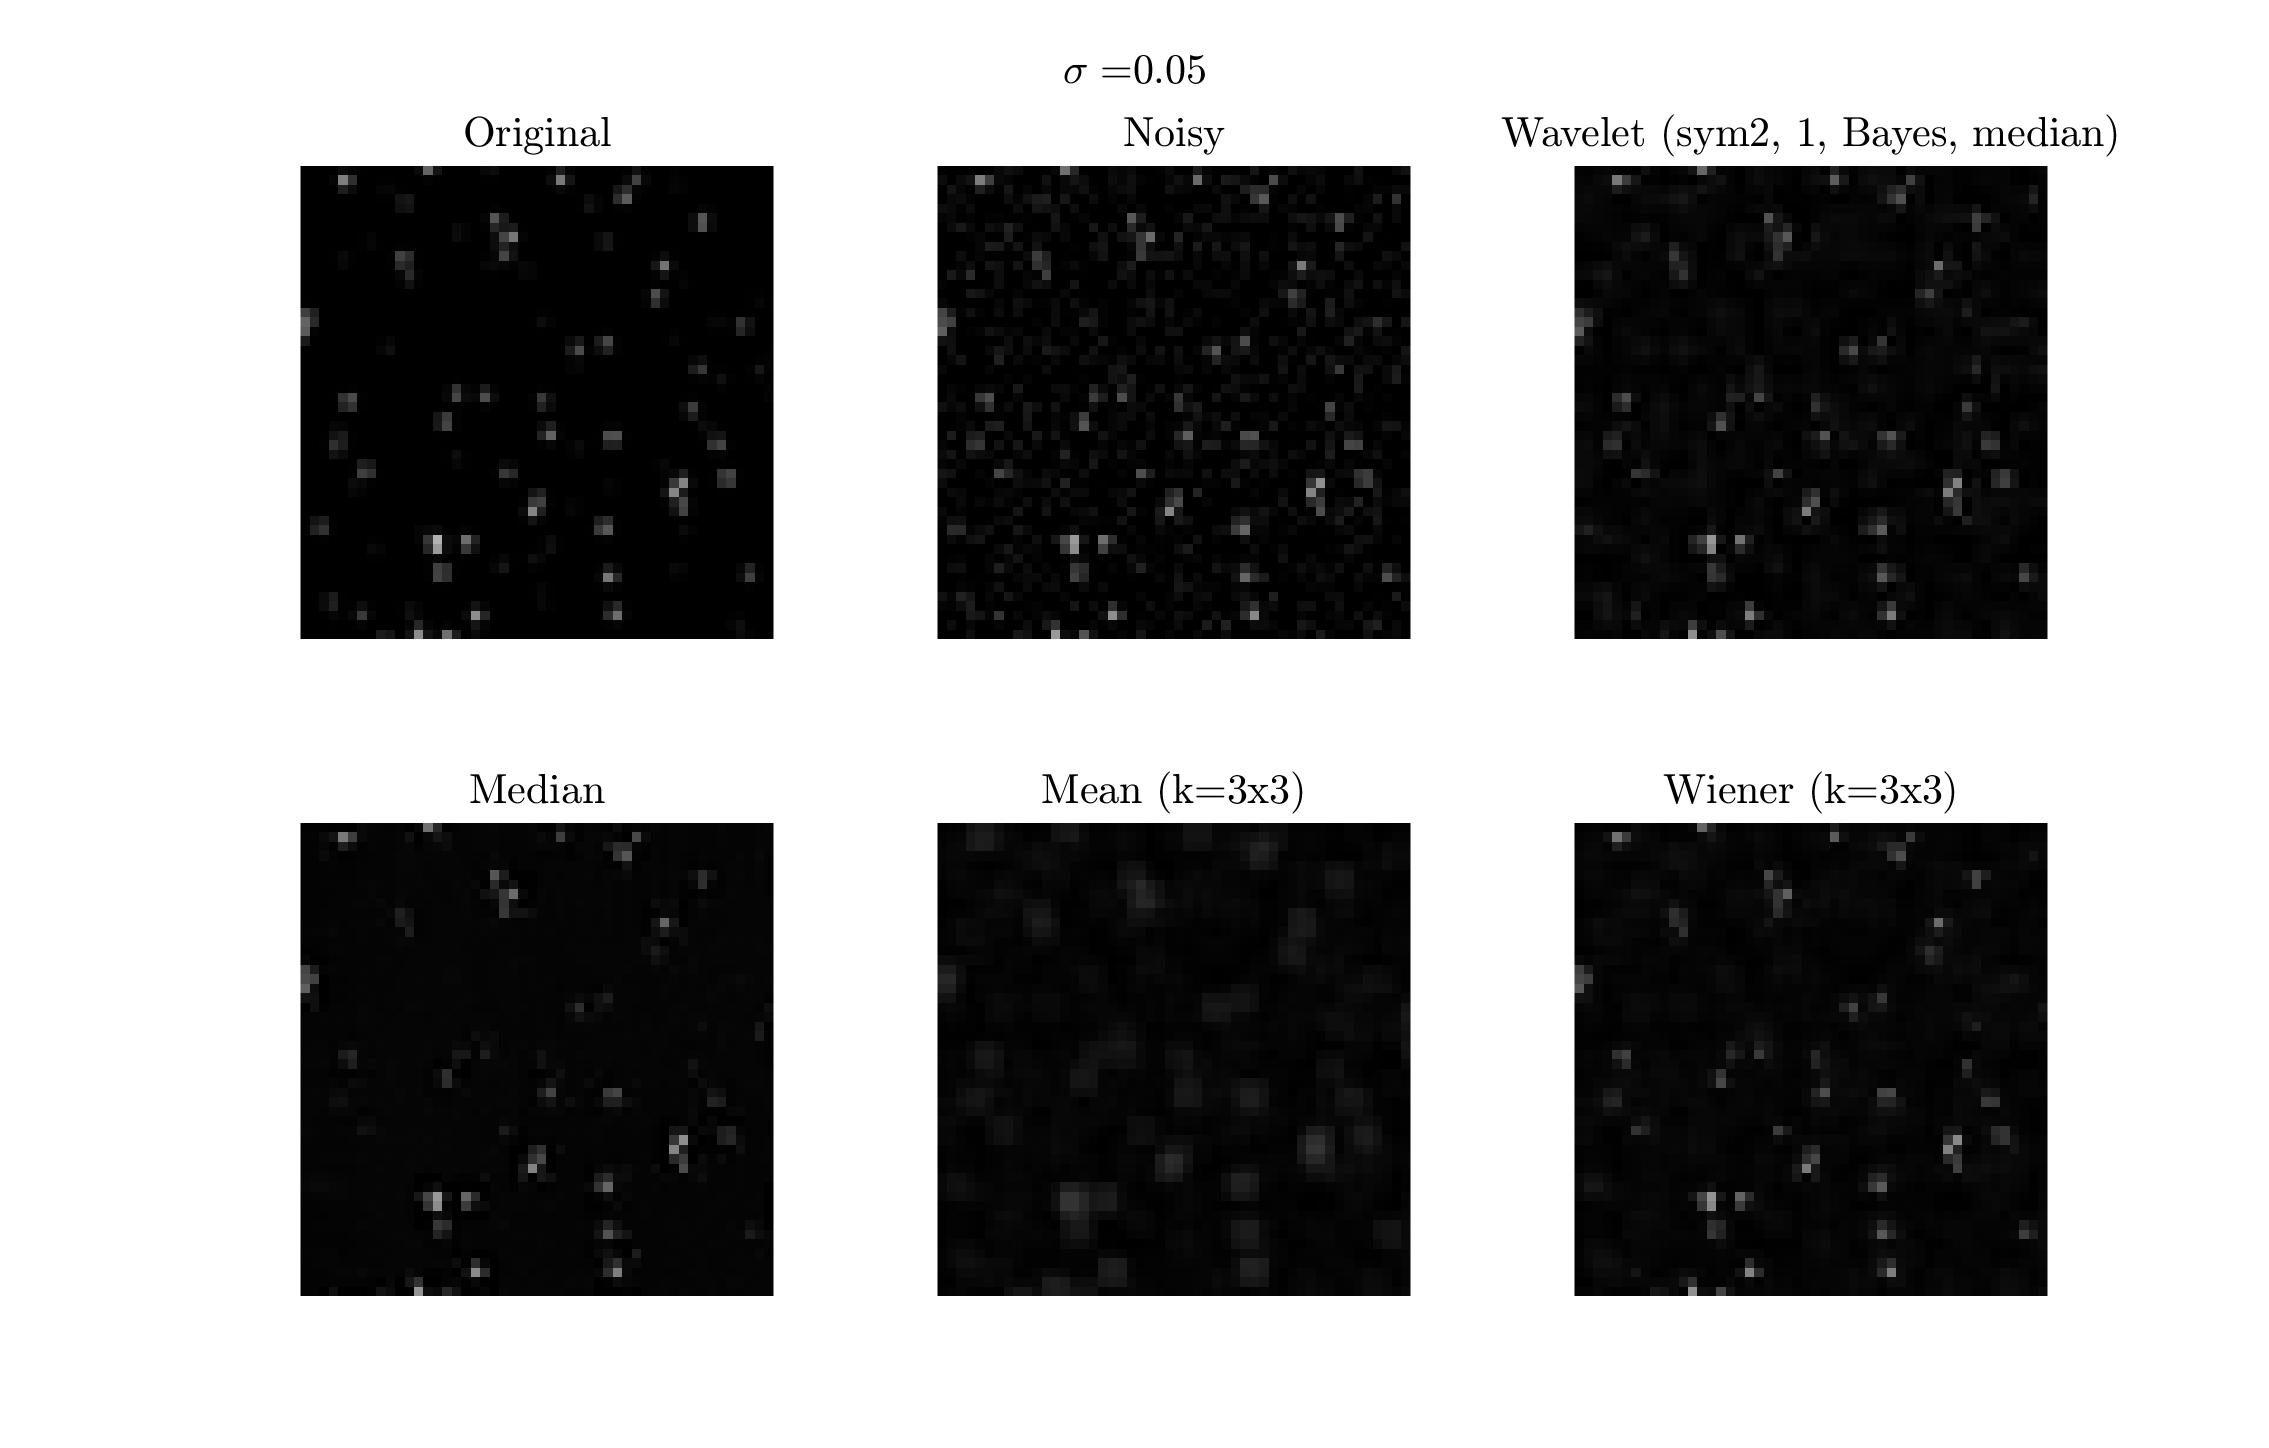 σ =0.05
Original
Noisy
Wavelet (sym2, 1, Bayes, median)
Median
Mean (k=3x3)
Wiener (k=3x3)